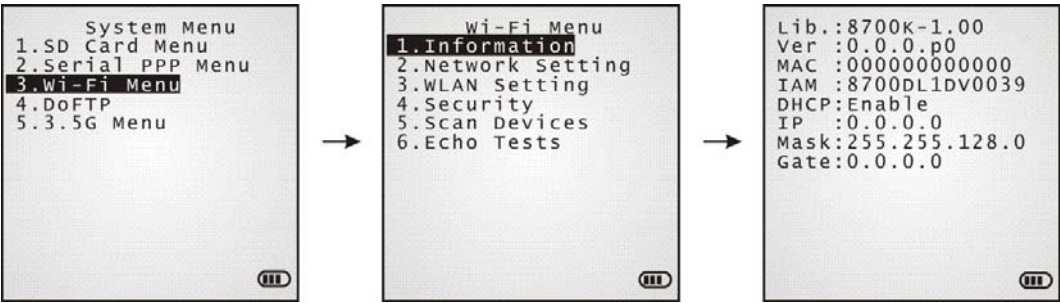 System Menu
1.SD Card Menu
2.Serial PPP Menu
3.Wi-Fi Menu
4.DoFTP
5.3.5G Menu
Wi-Fi Menu
1.Information
2.Network Setting
3.WLAN Setting
4.Security
5.Scan Devices
6.Echo Tests
Lib.:8700K-1.00
Ver :0.0.0.p0
MAC :000000000000
IAM :8700DL1DV0039
DHCP:Enable
IP  :0.0.0.0
Mask:255.255.128.0
Gate:0.0.0.0